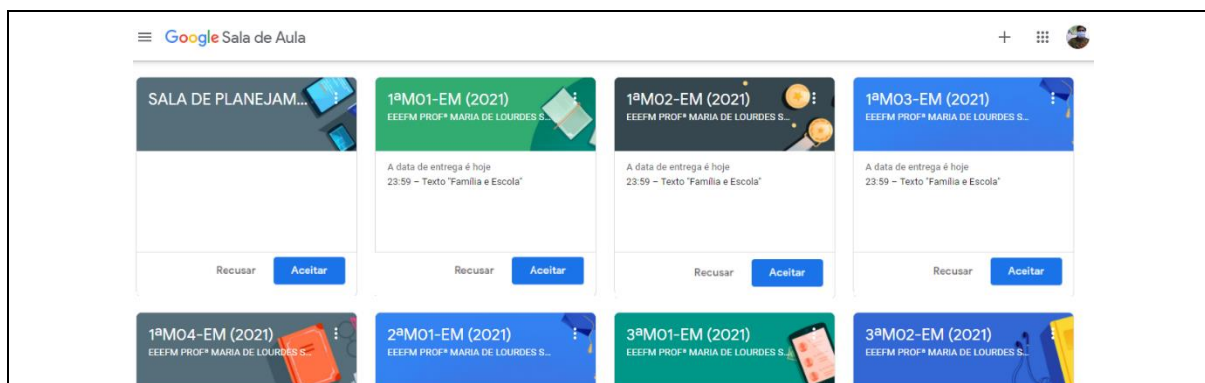 Google Sala de Aula
SALA DE PLANEJAM...
1ªM01-EM (2021)
EEEFM PROFª MARIA DE LOURDES S...
A data de entrega é hoje
23:59 – Texto "Família e Escola"
Recusar
Aceitar
1ªM02-EM (2021)
EEEFM PROFª MARIA DE LOURDES S...
A data de entrega é hoje
23:59 – Texto "Família e Escola"
Recusar
Aceitar
1ªM03-EM (2021)
EEEFM PROFª MARIA DE LOURDES S...
A data de entrega é hoje
23:59 – Texto "Família e Escola"
Recusar
Aceitar
Recusar
Aceitar
1ªM04-EM (2021)
EEEFM PROFª MARIA DE LOURDES S...
2ªM01-EM (2021)
EEEFM PROFª MARIA DE LOURDES S...
3ªM01-EM (2021)
EEEFM PROFª MARIA DE LOURDES S...
3ªM02-EM (2021)
EEEFM PROFª MARIA DE LOURDES S...